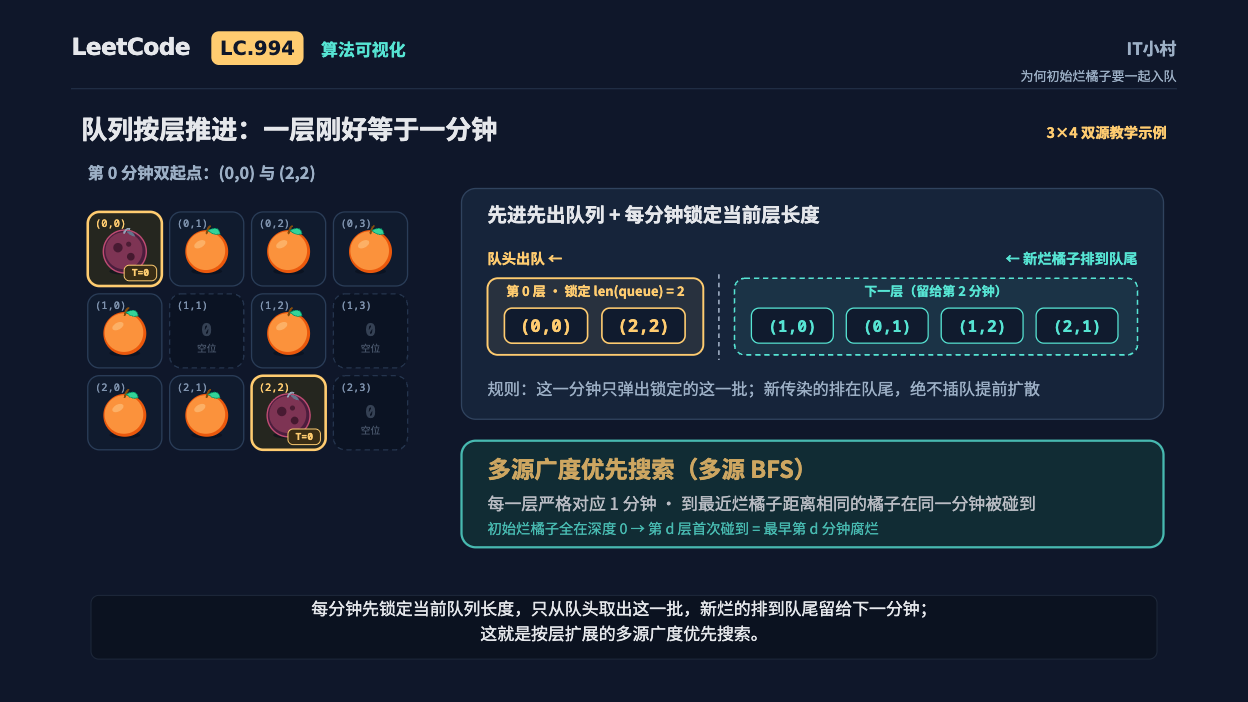 LeetCode LC.994 算法可视化
IT小村
为何初始烂橘子要一起入队
队列按层推进：一层刚好等于一分钟
3×4 双源教学示例
第 0 分钟双起点：(0,0) 与 (2,2)
(0,0) (0,1) (0,2) (0,3)
T=0
(1,0) (1,1) (1,2) (1,3)
0 0
空位 空位
(2,0) (2,1) (2,2) (2,3)
0
T=0 空位
先进先出队列 + 每分钟锁定当前层长度
队头出队 ← ← 新烂橘子排到队尾
第 0 层 · 锁定 len(queue) = 2
(0,0) (2,2)
下一层（留给第 2 分钟）
(1,0) (0,1) (1,2) (2,1)
规则：这一分钟只弹出锁定的这一批；新传染的排在队尾，绝不插队提前扩散
多源广度优先搜索（多源 BFS）
每一层严格对应 1 分钟 · 到最近烂橘子距离相同的橘子在同一分钟被碰到
初始烂橘子全在深度 0 → 第 d 层首次碰到 = 最早第 d 分钟腐烂
每分钟先锁定当前队列长度，只从队头取出这一批，新烂的排到队尾留给下一分钟；
这就是按层扩展的多源广度优先搜索。